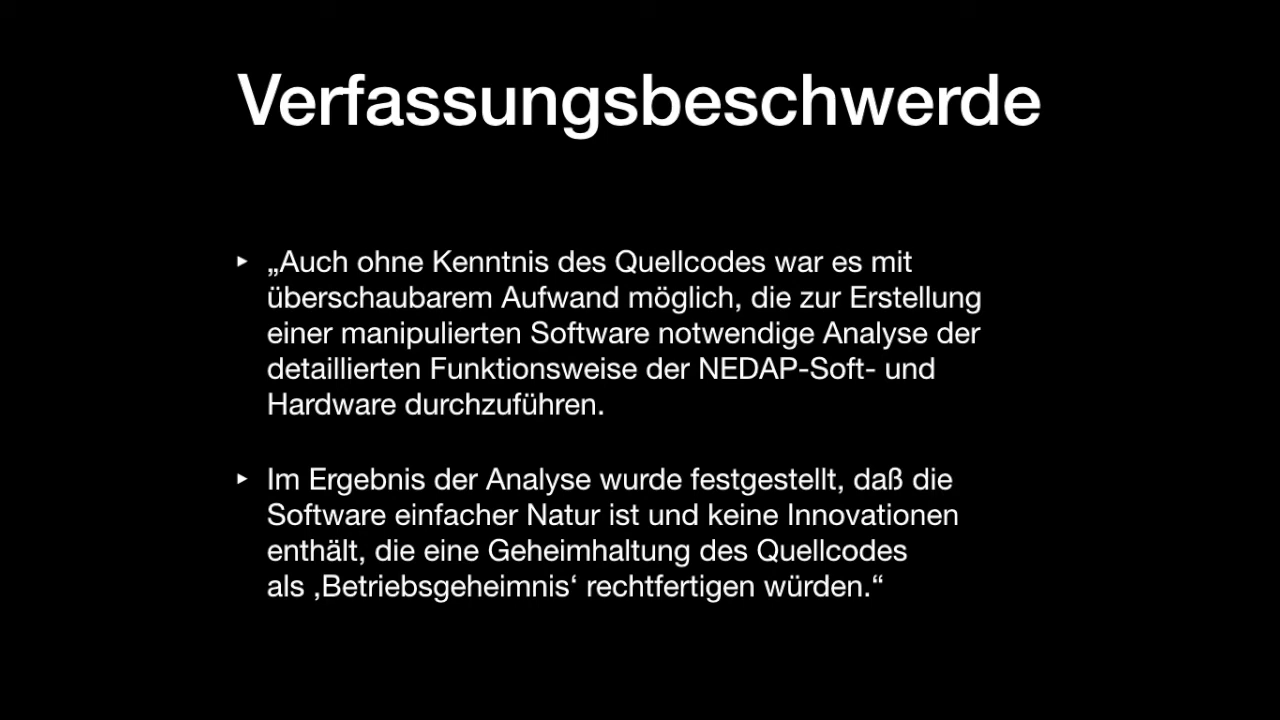 Verfassungsbeschwerde
▸ „Auch ohne Kenntnis des Quellcodes war es mit
überschaubarem Aufwand möglich, die zur Erstellung
einer manipulierten Software notwendige Analyse der
detaillierten Funktionsweise der NEDAP-Soft- und
Hardware durchzuführen.
▸ Im Ergebnis der Analyse wurde festgestellt, daß die
Software einfacher Natur ist und keine Innovationen
enthält, die eine Geheimhaltung des Quellcodes
als ‚Betriebsgeheimnis‘ rechtfertigen würden.“